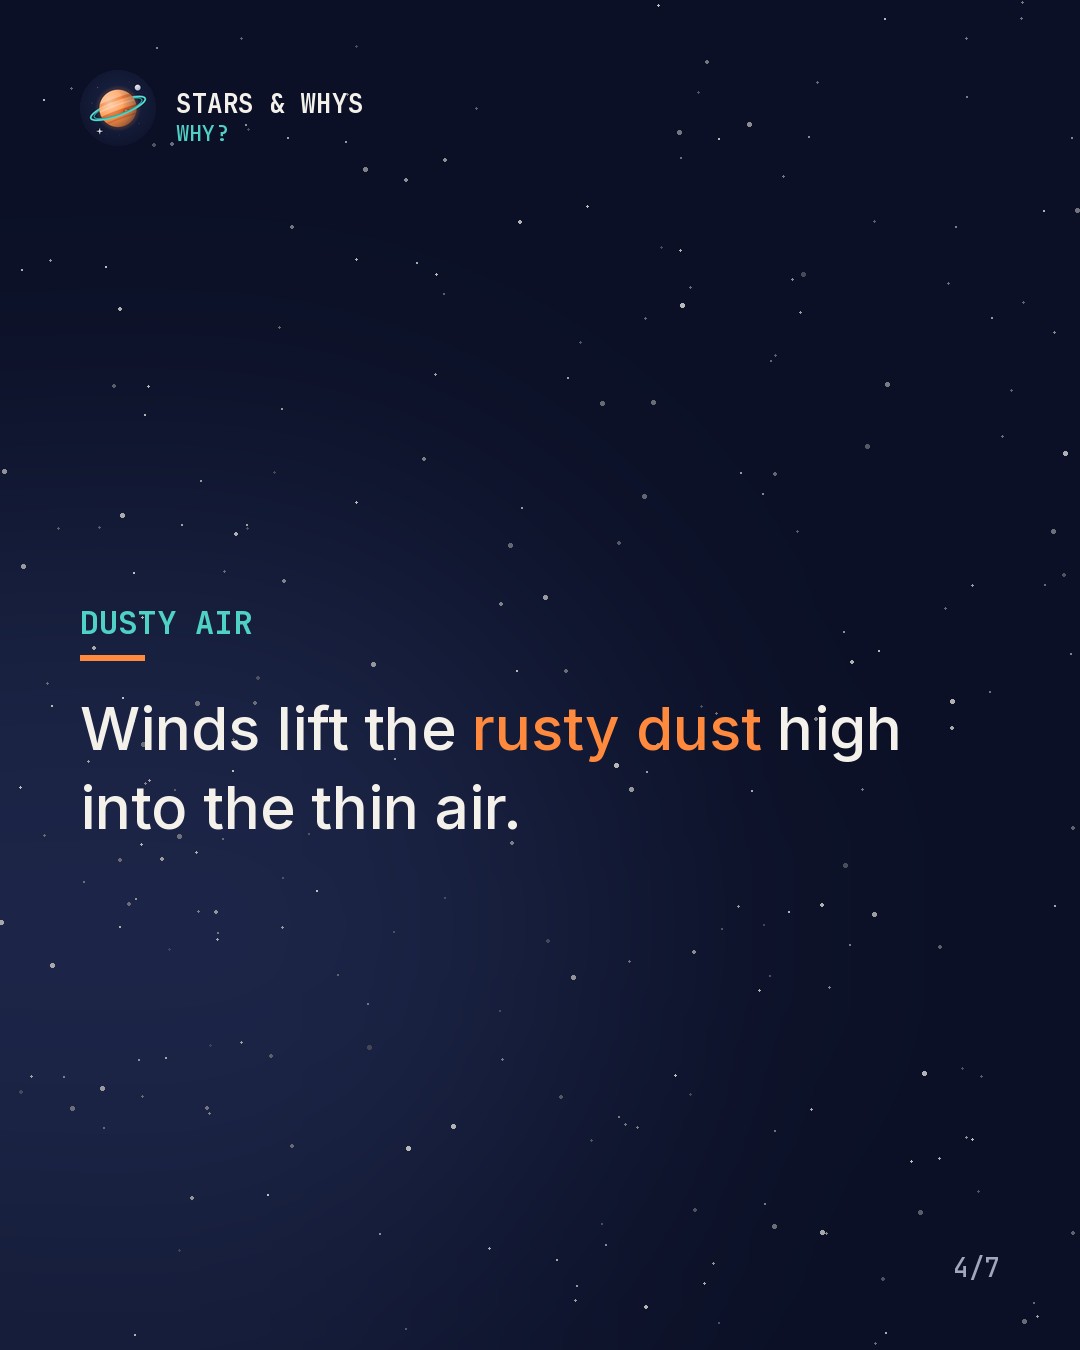 STARS & WHYS
WHY?
DUSTY AIR
Winds lift the rusty dust high
into the thin air.
4/7